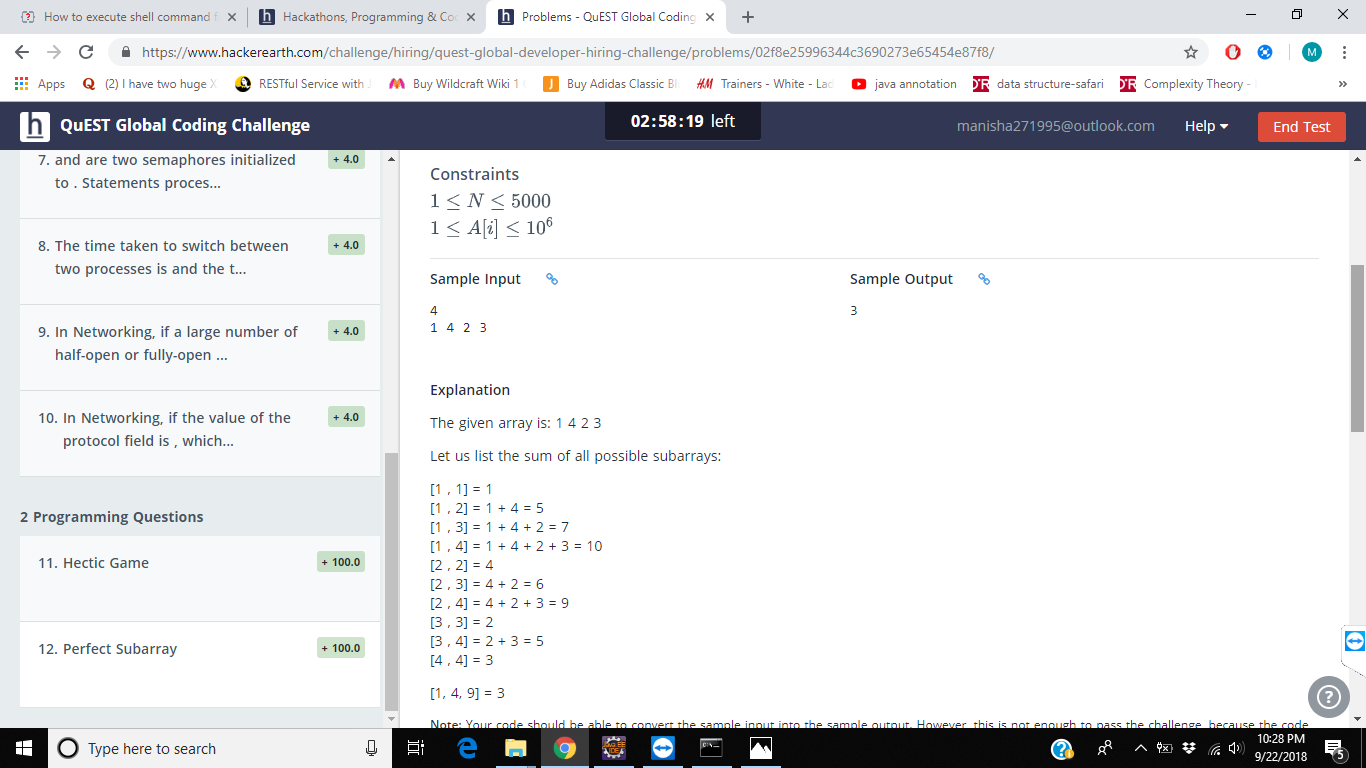 How to execute shell command f
Hackathons, Programming & Co
Problems - QuEST Global Coding
https://www.hackerearth.com/challenge/hiring/quest-global-developer-hiring-challenge/problems/02f8e25996344c3690273e65454e87f8/
M
Apps
(2) I have two huge X
RESTful Service with J
Buy Wildcraft Wiki 1
Buy Adidas Classic Bl
Trainers - White - Lad
java annotation
data structure-safari
Complexity Theory -
»
h QuEST Global Coding Challenge
02:58:19 left
manisha271995@outlook.com
Help
End Test
7. and are two semaphores initialized
to . Statements proces...
+ 4.0
8. The time taken to switch between
two processes is and the t...
+ 4.0
9. In Networking, if a large number of
half-open or fully-open ...
+ 4.0
10. In Networking, if the value of the
protocol field is , which...
+ 4.0
2 Programming Questions
11. Hectic Game
+ 100.0
12. Perfect Subarray
+ 100.0
Constraints
1 ≤ N ≤ 5000
1 ≤ A[i] ≤ 10⁶
Sample Input
4
1 4 2 3
Sample Output
3
Explanation
The given array is: 1 4 2 3
Let us list the sum of all possible subarrays:
[1 , 1] = 1
[1 , 2] = 1 + 4 = 5
[1 , 3] = 1 + 4 + 2 = 7
[1 , 4] = 1 + 4 + 2 + 3 = 10
[2 , 2] = 4
[2 , 3] = 4 + 2 = 6
[2 , 4] = 4 + 2 + 3 = 9
[3 , 3] = 2
[3 , 4] = 2 + 3 = 5
[4 , 4] = 3
[1, 4, 9] = 3
Note: Your code should be able to convert the sample input into the sample output. However, this is not enough to pass the challenge, because the code
?
Type here to search
10:28 PM
9/22/2018
5